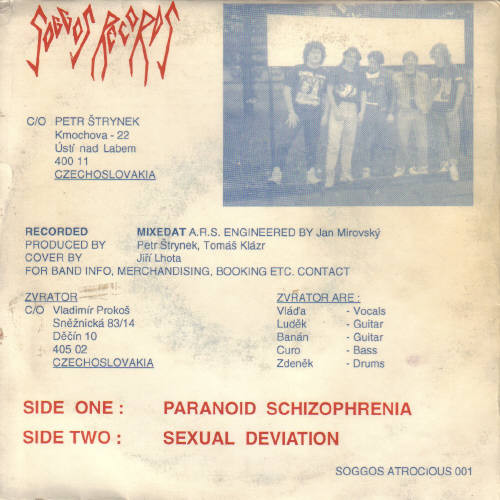 SOGGOS RECORDS
C/O PETR ŠTRYNEK
Kmochova - 22
Ústí nad Labem
400 11
CZECHOSLOVAKIA
RECORDED MIXEDAT A.R.S. ENGINEERED BY Jan Mirovský
PRODUCED BY Petr Štrynek, Tomáš Klázr
COVER BY Jiří Lhota
FOR BAND INFO, MERCHANDISING, BOOKING ETC. CONTACT
ZVRATOR
C/O Vladimír Prokoš
Sněžnická 83/14
Děčín 10
405 02
CZECHOSLOVAKIA
ZVRATOR ARE :
Vláďa - Vocals
Luděk - Guitar
Banán - Guitar
Curo - Bass
Zdeněk - Drums
SIDE ONE : PARANOID SCHIZOPHRENIA
SIDE TWO : SEXUAL DEVIATION
SOGGOS ATROCiOUS 001